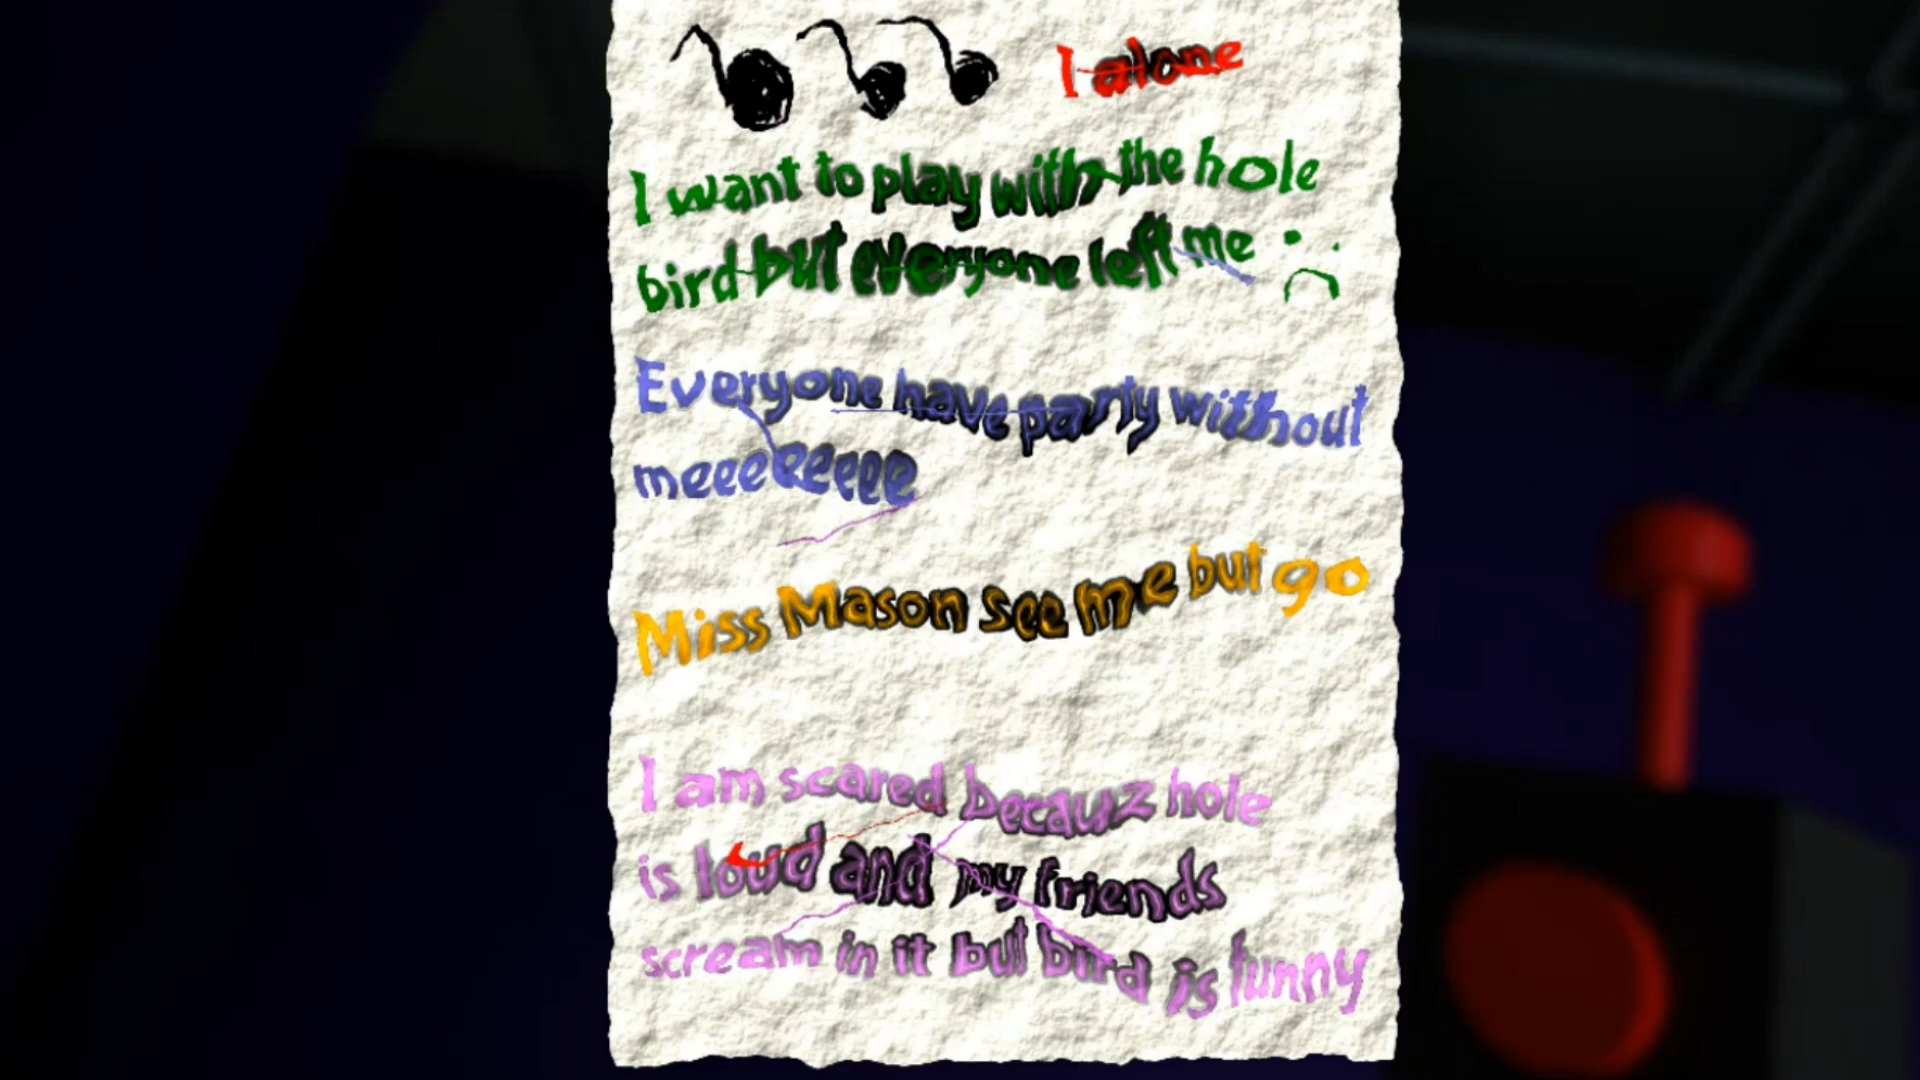 I alone
I want to play with the hole
bird but everyone left me :(
Everyone have party without
meeeeeeee
Miss Mason see me but go
I am scared becauz hole
is loud and my friends
scream in it but bird is funny